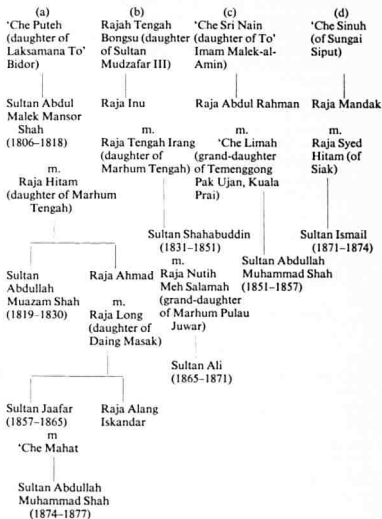 (a)
'Che Puteh
(daughter of
Laksamana To'
Bidor)
(b)
Rajah Tengah
Bongsu (daughter
of Sultan
Mudzafar III)
(c)
'Che Sri Nain
(daughter of To'
Imam Malek-al-
Amin)
(d)
'Che Sinuh
(of Sungai
Siput)
Sultan Abdul
Malek Mansor
Shah
(1806–1818)
m.
Raja Hitam
(daughter of Marhum
Tengah)
Raja Inu
m.
Raja Tengah Irang
(daughter of
Marhum Tengah)
Raja Abdul Rahman
m.
'Che Limah
(grand-daughter
of Temenggong
Pak Ujan, Kuala
Prai)
Raja Mandak
m.
Raja Syed
Hitam (of
Siak)
Sultan Shahabuddin
(1831–1851)
m.
Raja Nutih
Meh Salamah
(grand-daughter
of Marhum Pulau
Juwar)
Sultan Abdullah
Muhammad Shah
(1851–1857)
Sultan Ismail
(1871–1874)
Sultan
Abdullah
Muazam Shah
(1819–1830)
Raja Ahmad
m.
Raja Long
(daughter of
Daing Masak)
Sultan Ali
(1865–1871)
Sultan Jaafar
(1857–1865)
m
'Che Mahat
Raja Alang
Iskandar
Sultan Abdullah
Muhammad Shah
(1874–1877)